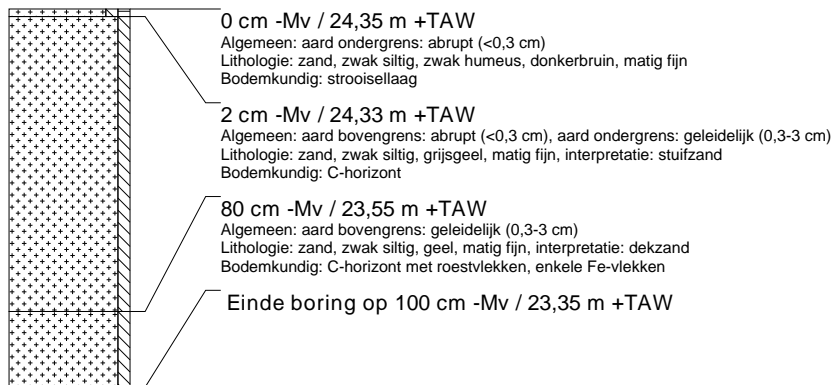 0 cm -Mv / 24,35 m +TAW
Algemeen: aard ondergrens: abrupt (<0,3 cm)
Lithologie: zand, zwak siltig, zwak humeus, donkerbruin, matig fijn
Bodemkundig: strooisellaag
2 cm -Mv / 24,33 m +TAW
Algemeen: aard bovengrens: abrupt (<0,3 cm), aard ondergrens: geleidelijk (0,3-3 cm)
Lithologie: zand, zwak siltig, grijsgeel, matig fijn, interpretatie: stuifzand
Bodemkundig: C-horizont
80 cm -Mv / 23,55 m +TAW
Algemeen: aard bovengrens: geleidelijk (0,3-3 cm)
Lithologie: zand, zwak siltig, geel, matig fijn, interpretatie: dekzand
Bodemkundig: C-horizont met roestvlekken, enkele Fe-vlekken
Einde boring op 100 cm -Mv / 23,35 m +TAW